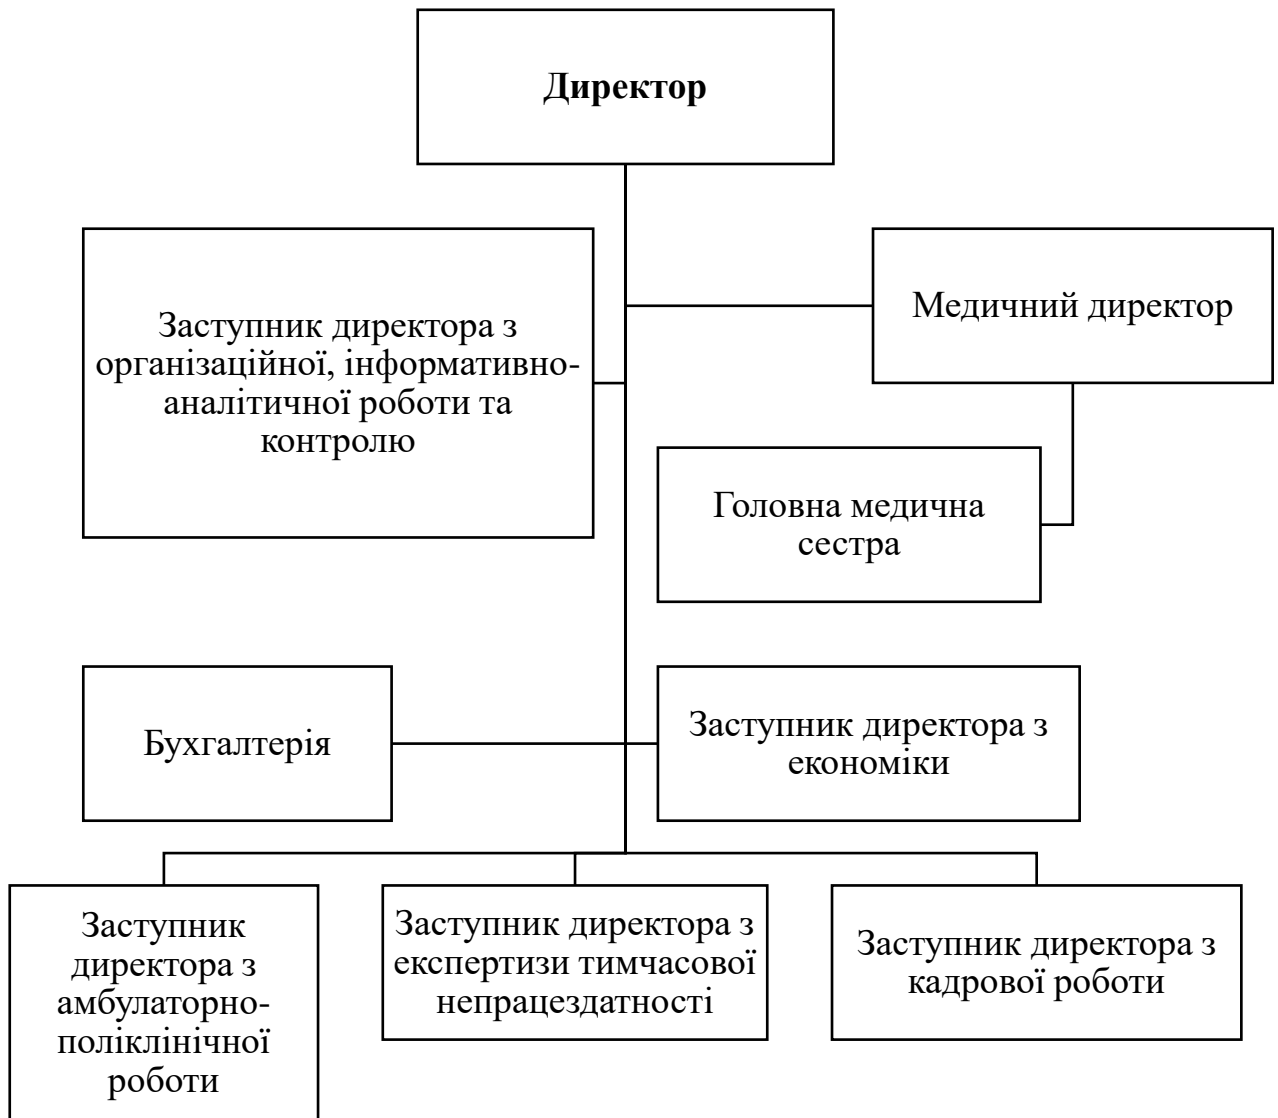 Директор
Заступник директора з
організаційної, інформативно-
аналітичної роботи та
контролю
Медичний директор
Головна медична
сестра
Бухгалтерія
Заступник директора з
економіки
Заступник
директора з
амбулаторно-
поліклінічної
роботи
Заступник директора з
експертизи тимчасової
непрацездатності
Заступник директора з
кадрової роботи